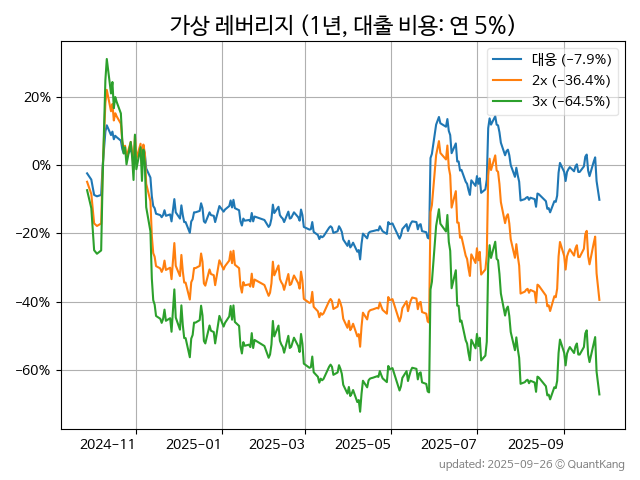 가상 레버리지 (1년, 대출 비용: 연 5%)
대웅 (−7.9%)
2x (−36.4%)
3x (−64.5%)
20%
0%
−20%
−40%
−60%
2024-11 2025-01 2025-03 2025-05 2025-07 2025-09
updated: 2025-09-26 © QuantKang